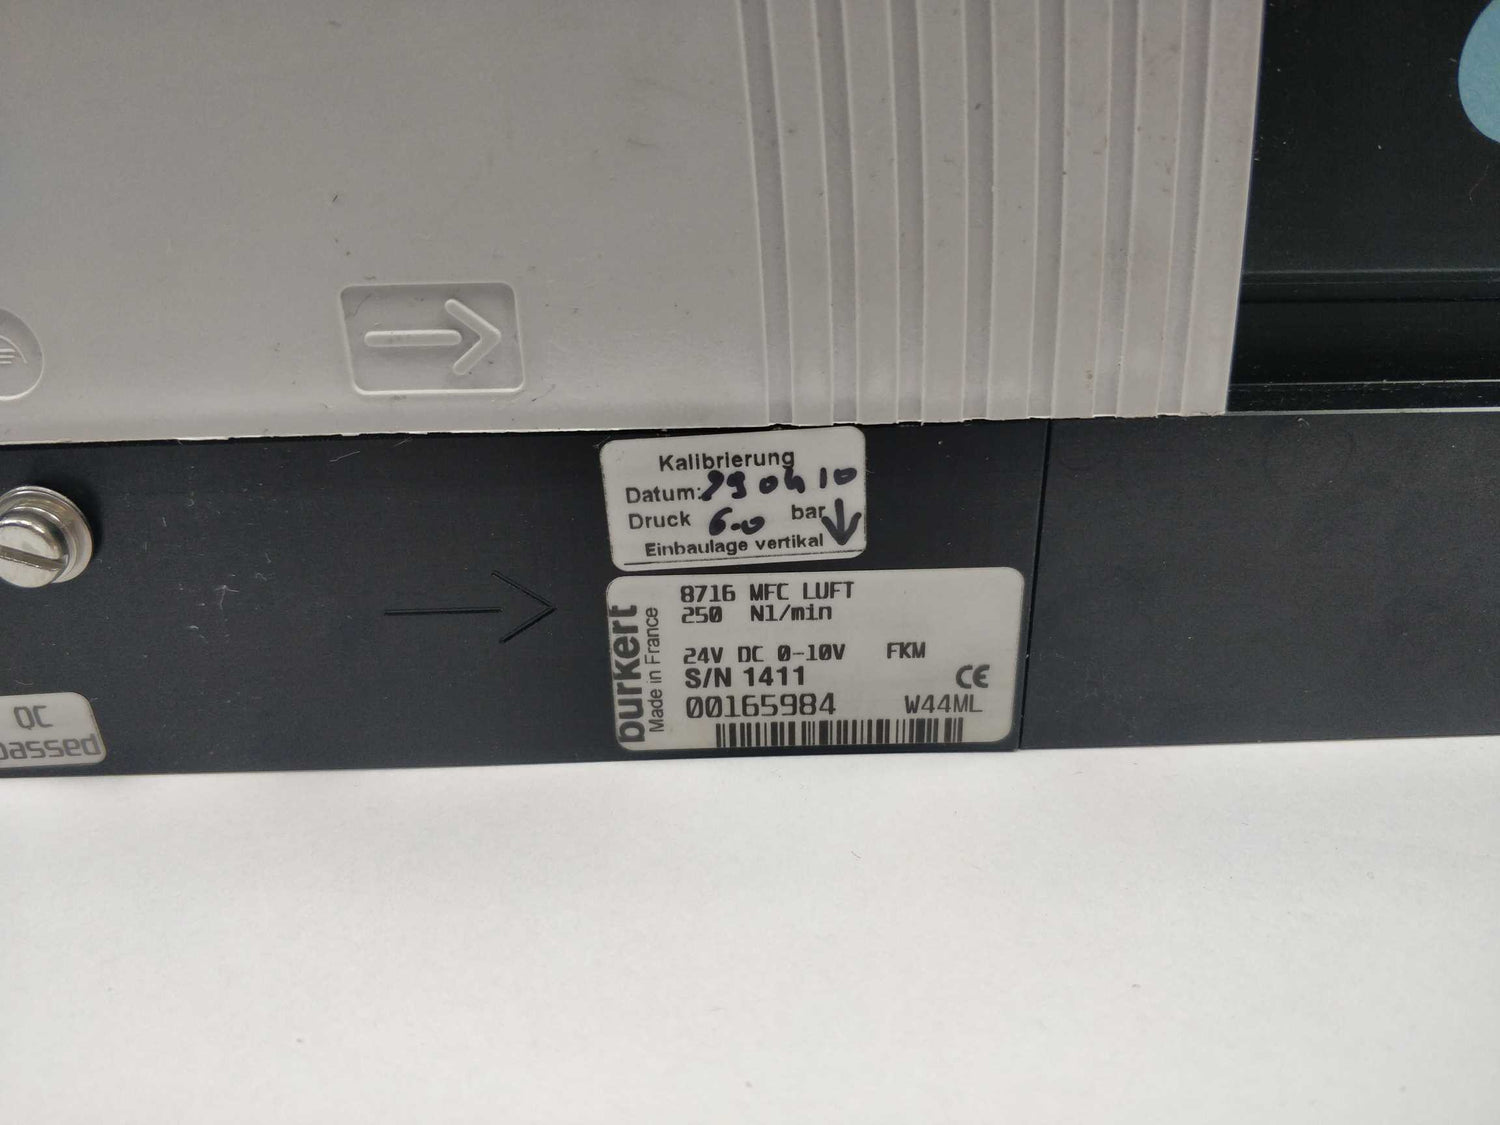 Kalibrierung
Datum: 29 04 10
Druck 6.0 bar
Einbaulage vertikal
burkert
Made in France
8716 MFC LUFT
250 Nl/min
24V DC 0-10V FKM
S/N 1411
CE
00165984 W44ML
QC
passed